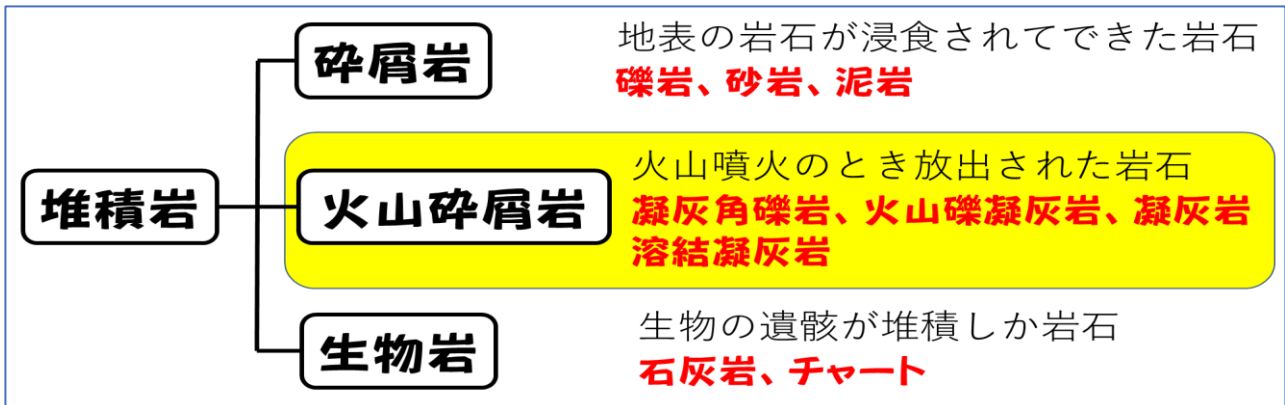 砕屑岩
地表の岩石が浸食されてできた岩石
礫岩、砂岩、泥岩
堆積岩
火山砕屑岩
火山噴火のとき放出された岩石
凝灰角礫岩、火山礫凝灰岩、凝灰岩
溶結凝灰岩
生物岩
生物の遺骸が堆積しか岩石
石灰岩、チャート